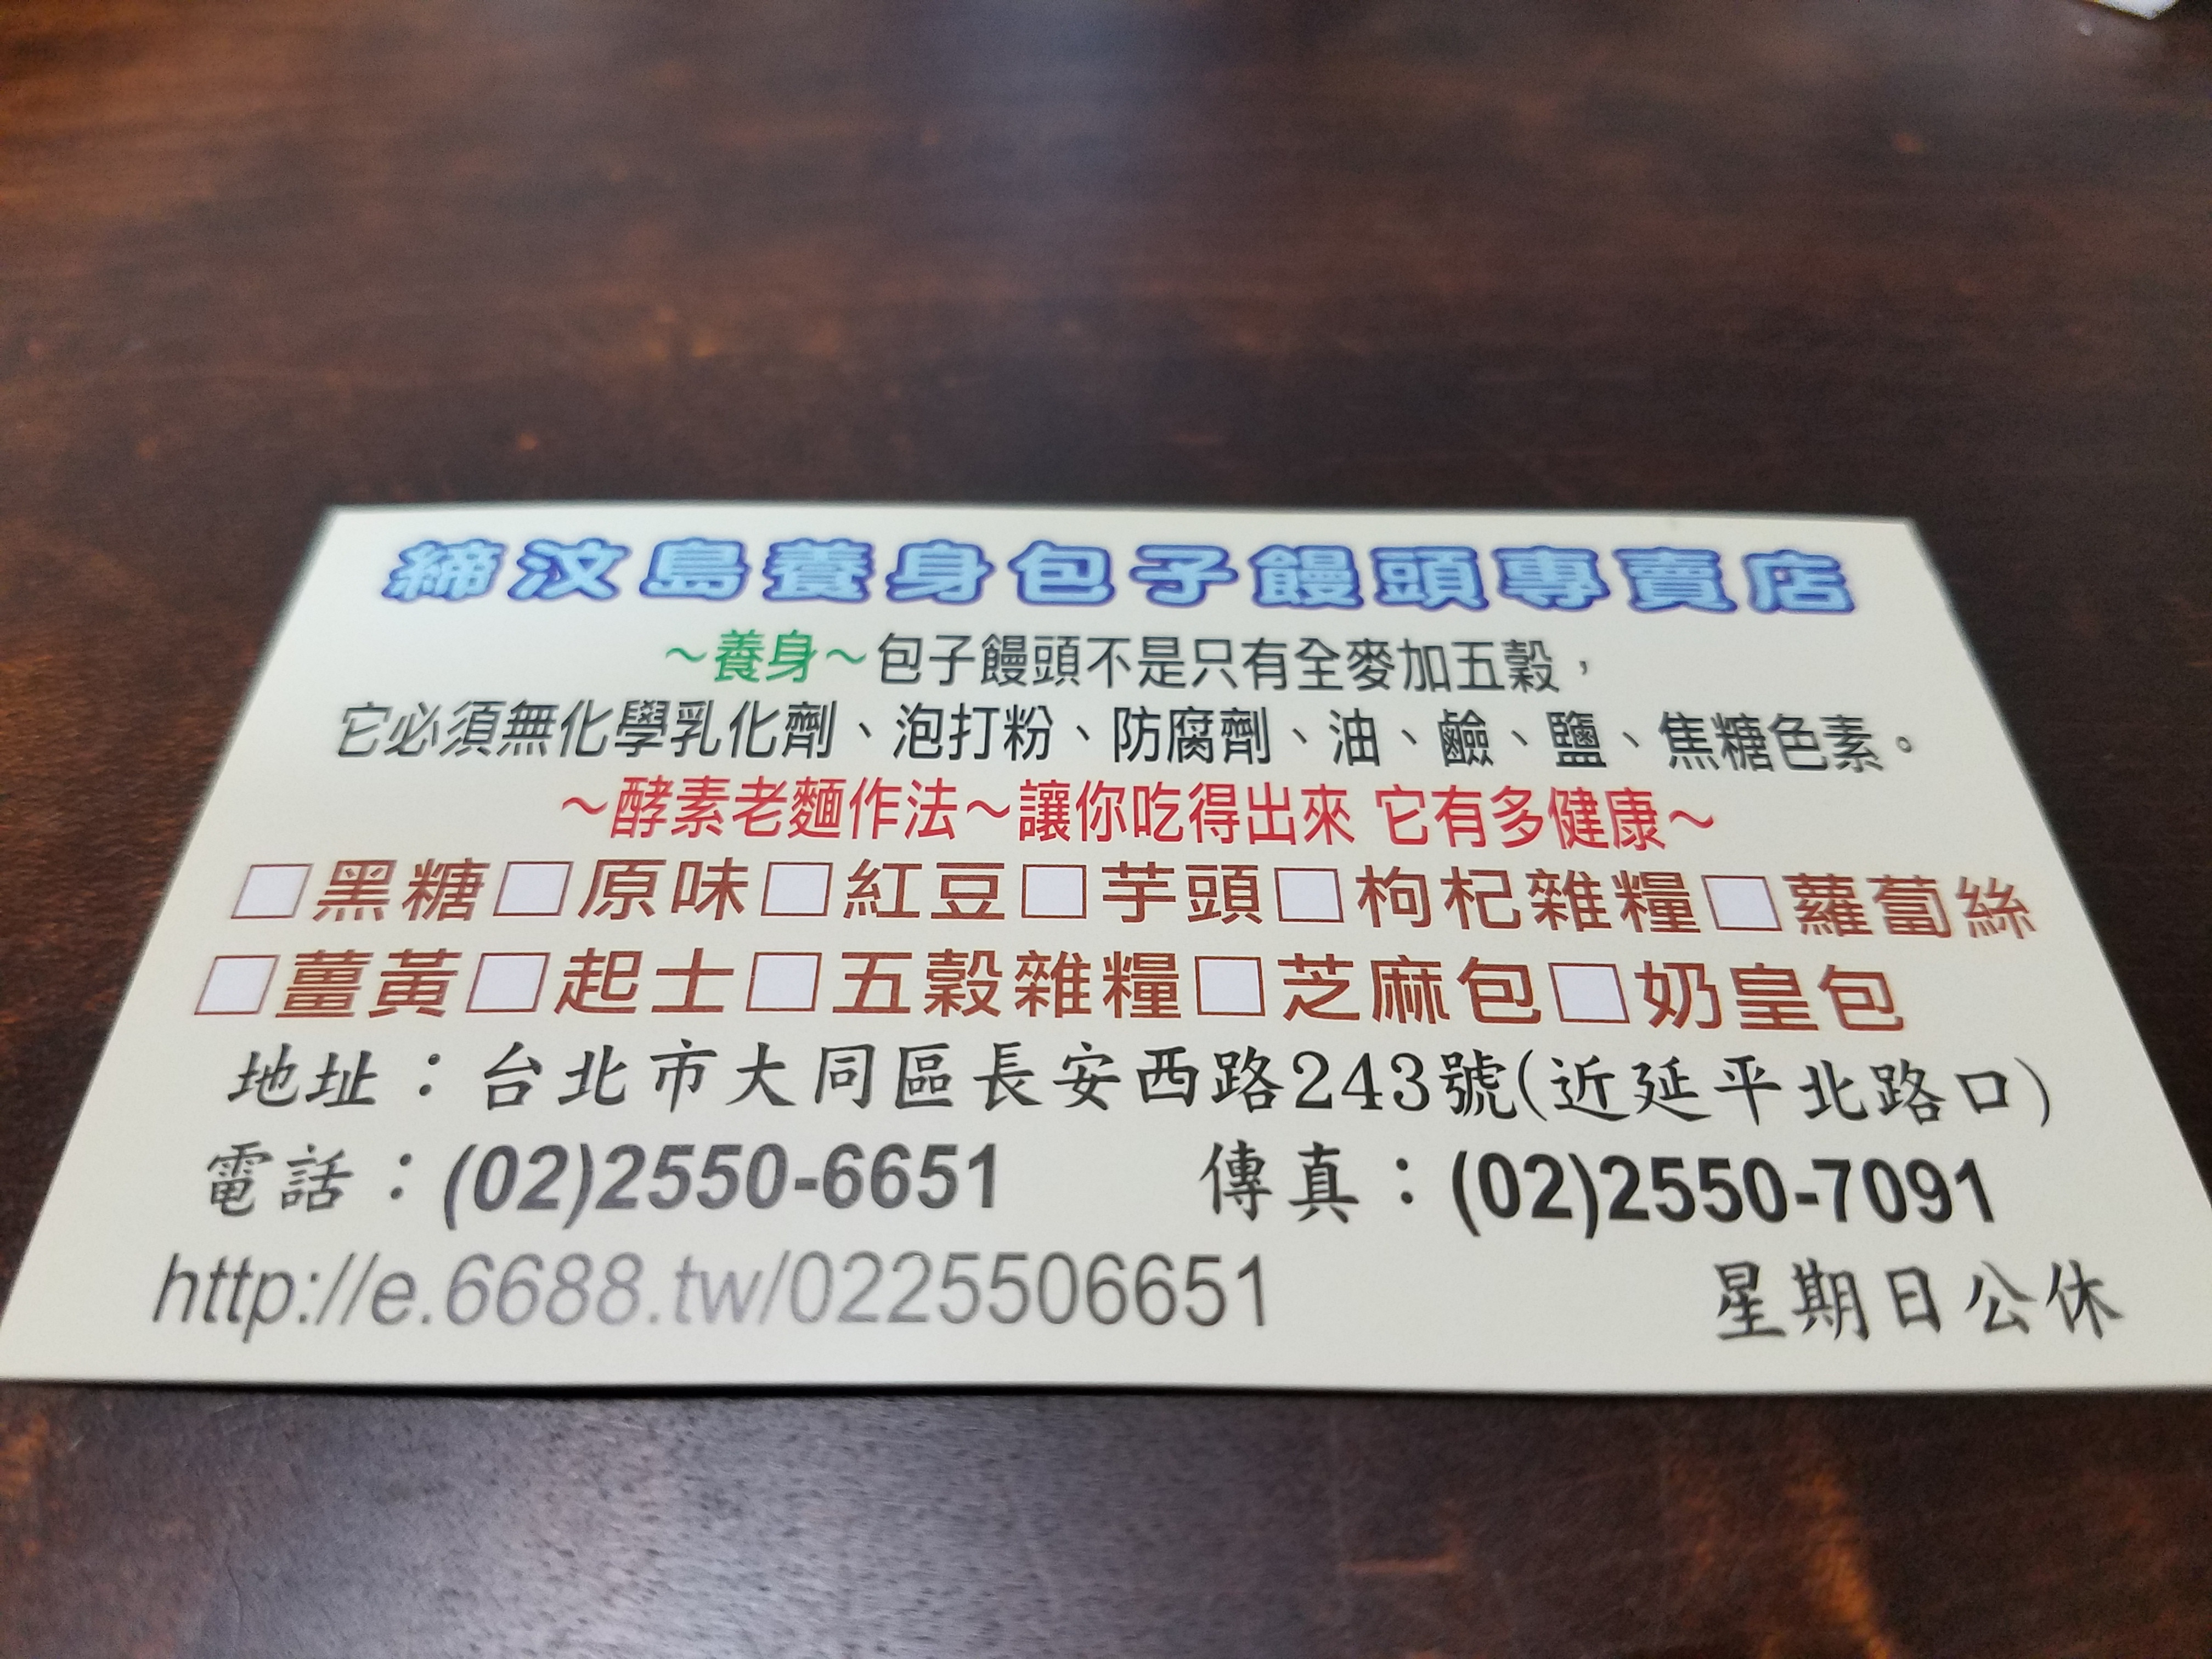 締汶島養身包子饅頭專賣店
～養身～包子饅頭不是只有全麥加五穀，
它必須無化學乳化劑、泡打粉、防腐劑、油、鹼、鹽、焦糖色素。
～酵素老麵作法～讓你吃得出來 它有多健康～
□黑糖□原味□紅豆□芋頭□枸杞雜糧□蘿蔔絲
□薑黃□起士□五穀雜糧□芝麻包□奶皇包
地址：台北市大同區長安西路243號(近延平北路口)
電話：(02)2550-6651 傳真：(02)2550-7091
http://e.6688.tw/0225506651 星期日公休